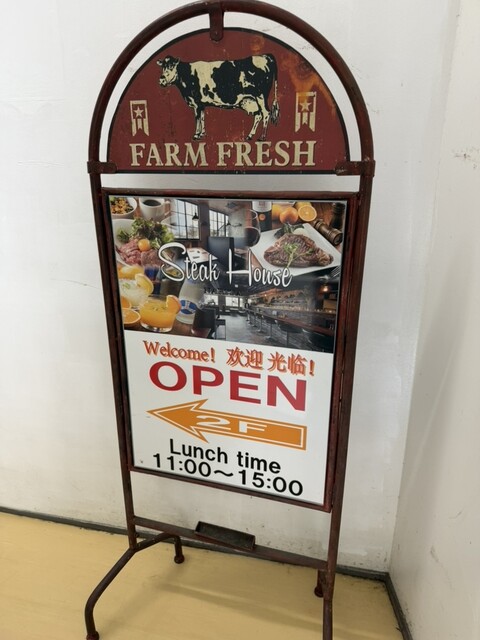 FARM FRESH
Steak House
Welcome! 欢迎 光临!
OPEN
2F
Lunch time
11:00～15:00